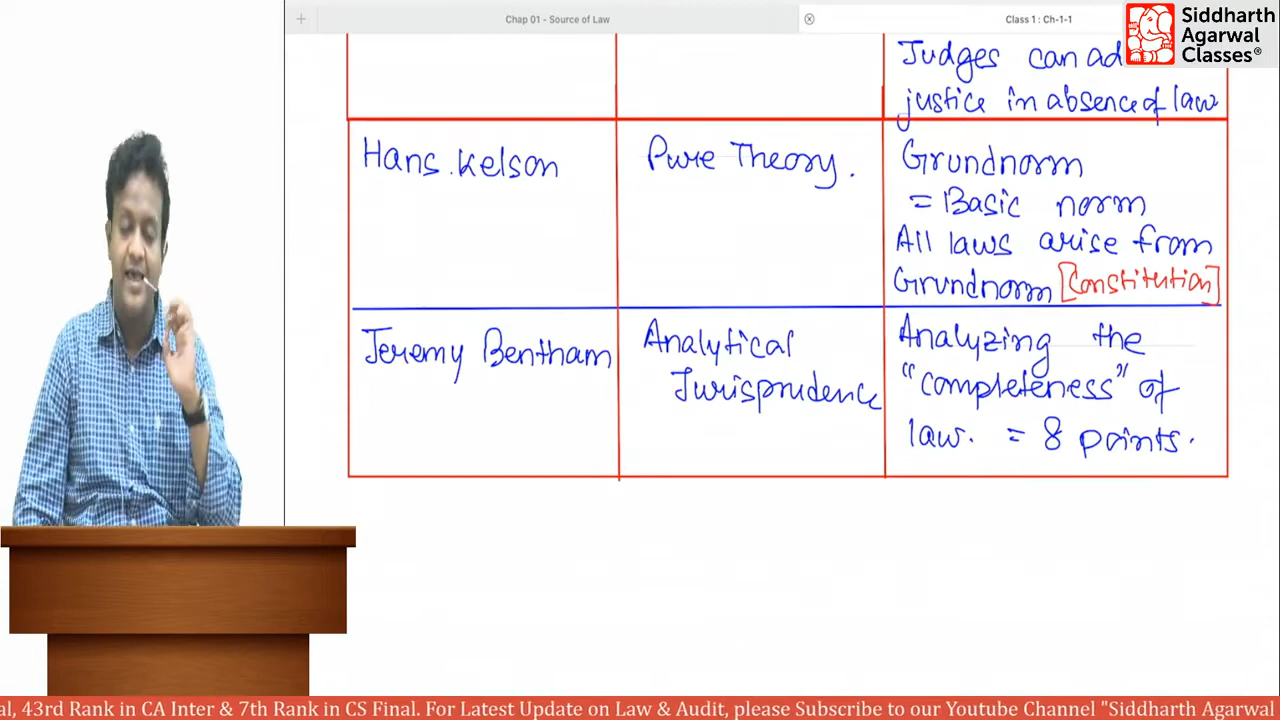 Chap 01 - Source of Law
Class 1 : Ch-1-1
Siddharth
Agarwal
Classes®
Judges can
justice in absence of law
Hans. Kelson
Pure Theory.
Grundnorm
= Basic norm
All laws arise from
Grundnorm [Constitution]
Jeremy Bentham
Analytical
Jurisprudence
Analyzing the
"completeness" of
law. = 8 points.
43rd Rank in CA Inter & 7th Rank in CS Final. For Latest Update on Law & Audit, please Subscribe to our Youtube Channel "Siddharth Agarwal